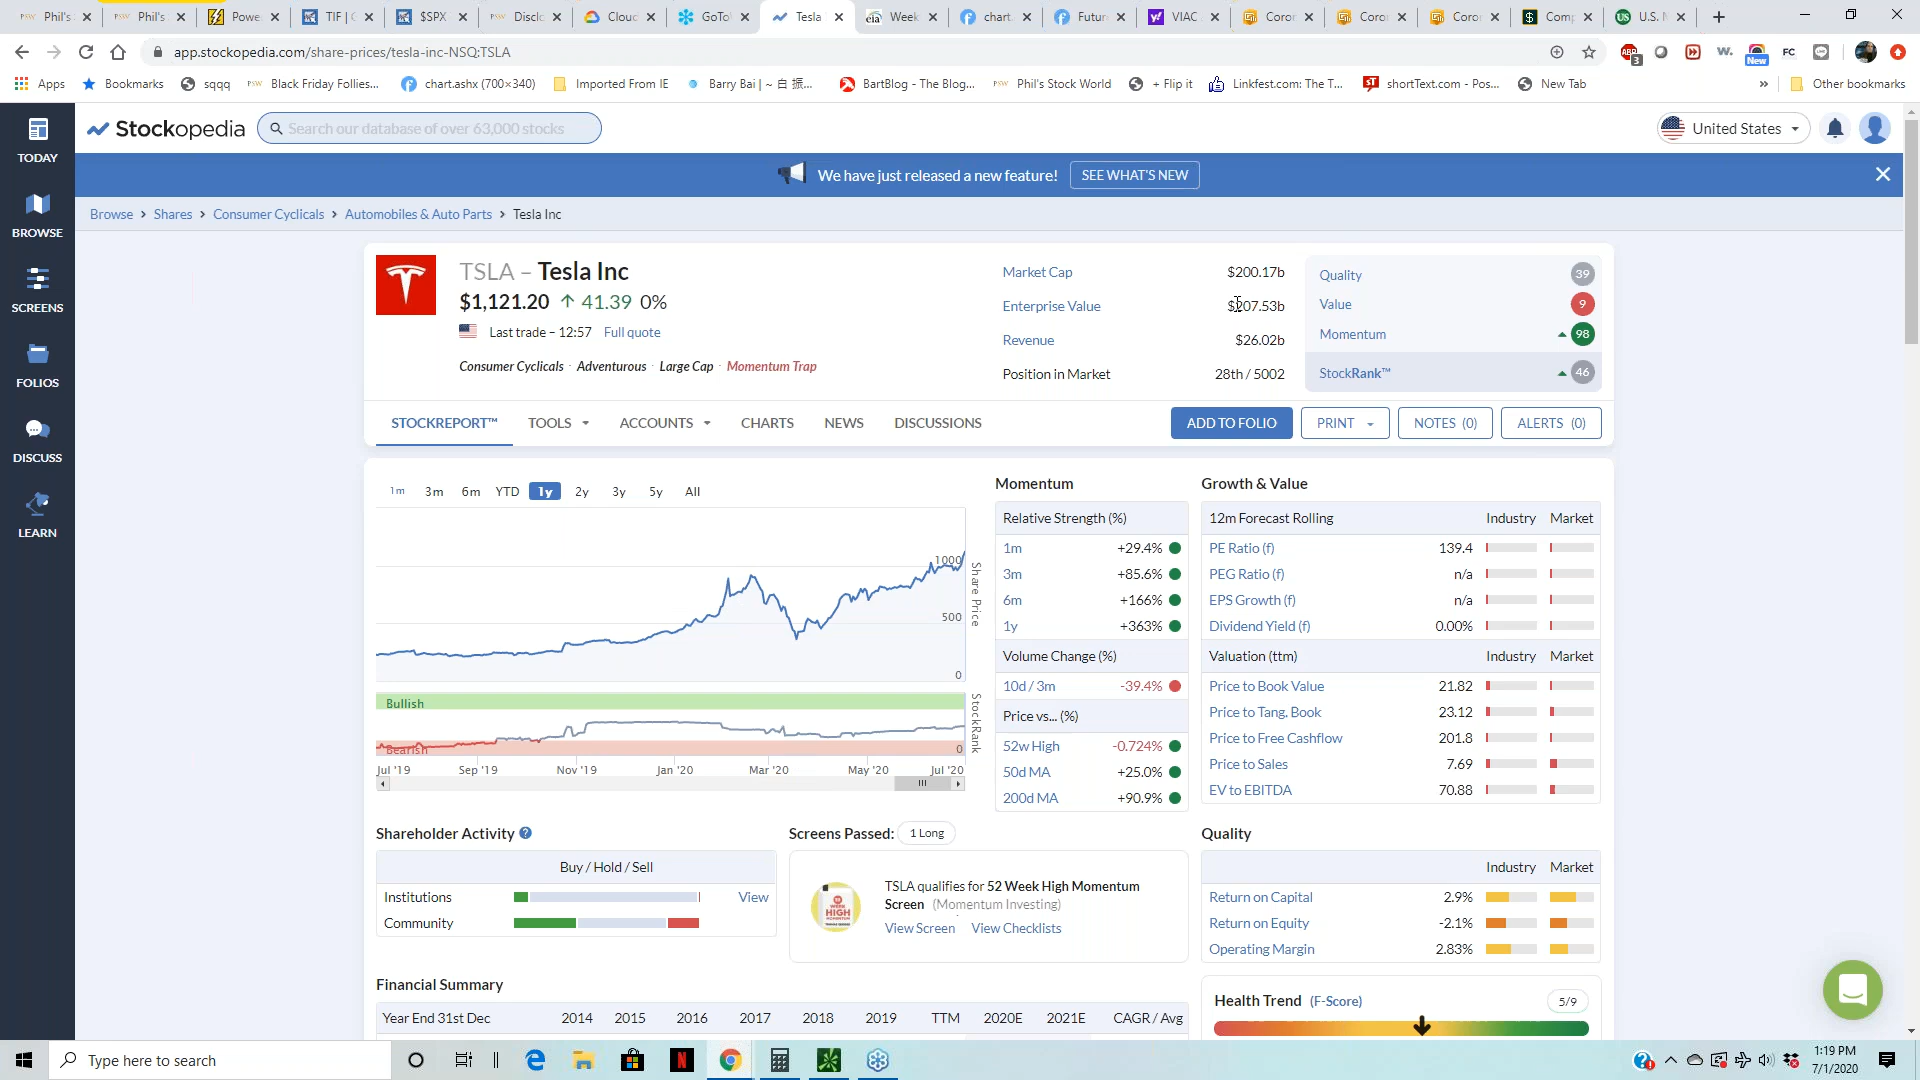 Phil's
Phil's
Powe
TIF | C
$SPX
Disclo
Cloud
GoTo
Tesla
Week
chart.
Future
VIAC
Coron
Coro
Coron
Comp
U.S. M
app.stockopedia.com/share-prices/tesla-inc-NSQ:TSLA
Apps
Bookmarks
sqqq
Black Friday Follies...
chart.ashx (700×340)
Imported From IE
Barry Bai | ~ 白 振...
BartBlog - The Blog...
Phil's Stock World
+ Flip it
Linkfest.com: The T...
shortText.com - Pos...
New Tab
»
Other bookmarks
TODAY
BROWSE
SCREENS
FOLIOS
DISCUSS
LEARN
Stockopedia
Search our database of over 63,000 stocks
United States
We have just released a new feature! SEE WHAT'S NEW
Browse > Shares > Consumer Cyclicals > Automobiles & Auto Parts > Tesla Inc
TSLA – Tesla Inc
$1,121.20 ↑ 41.39 0%
Last trade – 12:57 Full quote
Consumer Cyclicals · Adventurous · Large Cap · Momentum Trap
Market Cap $200.17b
Enterprise Value $207.53b
Revenue $26.02b
Position in Market 28th / 5002
Quality 39
Value 9
Momentum 98
StockRank™ 46
STOCKREPORT™ TOOLS ACCOUNTS CHARTS NEWS DISCUSSIONS
ADD TO FOLIO PRINT NOTES (0) ALERTS (0)
1m 3m 6m YTD 1y 2y 3y 5y All
1000
500
0
Share Price
Bullish
Bearish
0
StockRank
Jul '19 Sep '19 Nov '19 Jan '20 Mar '20 May '20 Jul '20
Momentum
Relative Strength (%)
1m +29.4%
3m +85.6%
6m +166%
1y +363%
Volume Change (%)
10d / 3m -39.4%
Price vs... (%)
52w High -0.724%
50d MA +25.0%
200d MA +90.9%
Growth & Value
12m Forecast Rolling Industry Market
PE Ratio (f) 139.4
PEG Ratio (f) n/a
EPS Growth (f) n/a
Dividend Yield (f) 0.00%
Valuation (ttm) Industry Market
Price to Book Value 21.82
Price to Tang. Book 23.12
Price to Free Cashflow 201.8
Price to Sales 7.69
EV to EBITDA 70.88
Shareholder Activity ?
Buy / Hold / Sell
Institutions View
Community
Screens Passed: 1 Long
WEEK
HIGH
TSLA qualifies for 52 Week High Momentum
Screen (Momentum Investing)
View Screen View Checklists
Quality
Industry Market
Return on Capital 2.9%
Return on Equity -2.1%
Operating Margin 2.83%
Financial Summary
Year End 31st Dec 2014 2015 2016 2017 2018 2019 TTM 2020E 2021E CAGR / Avg
Health Trend (F-Score) 5/9
Type here to search
1:19 PM
7/1/2020